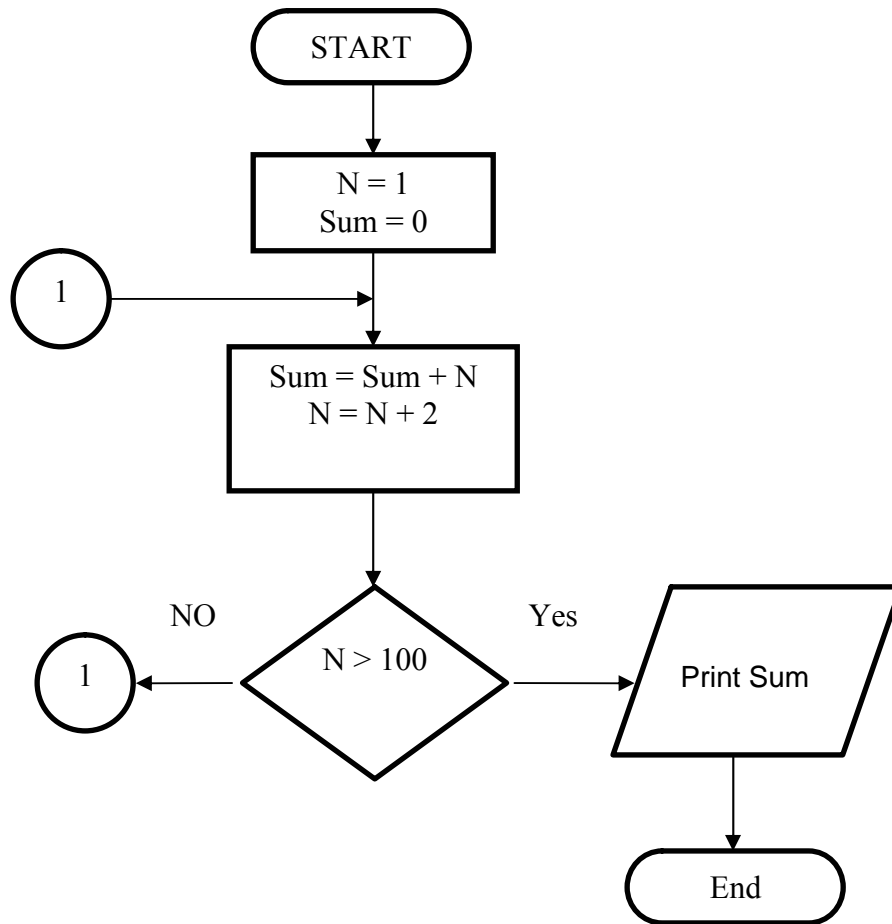 START
N = 1
Sum = 0
1
Sum = Sum + N
N = N + 2
NO
Yes
1
N > 100
Print Sum
End